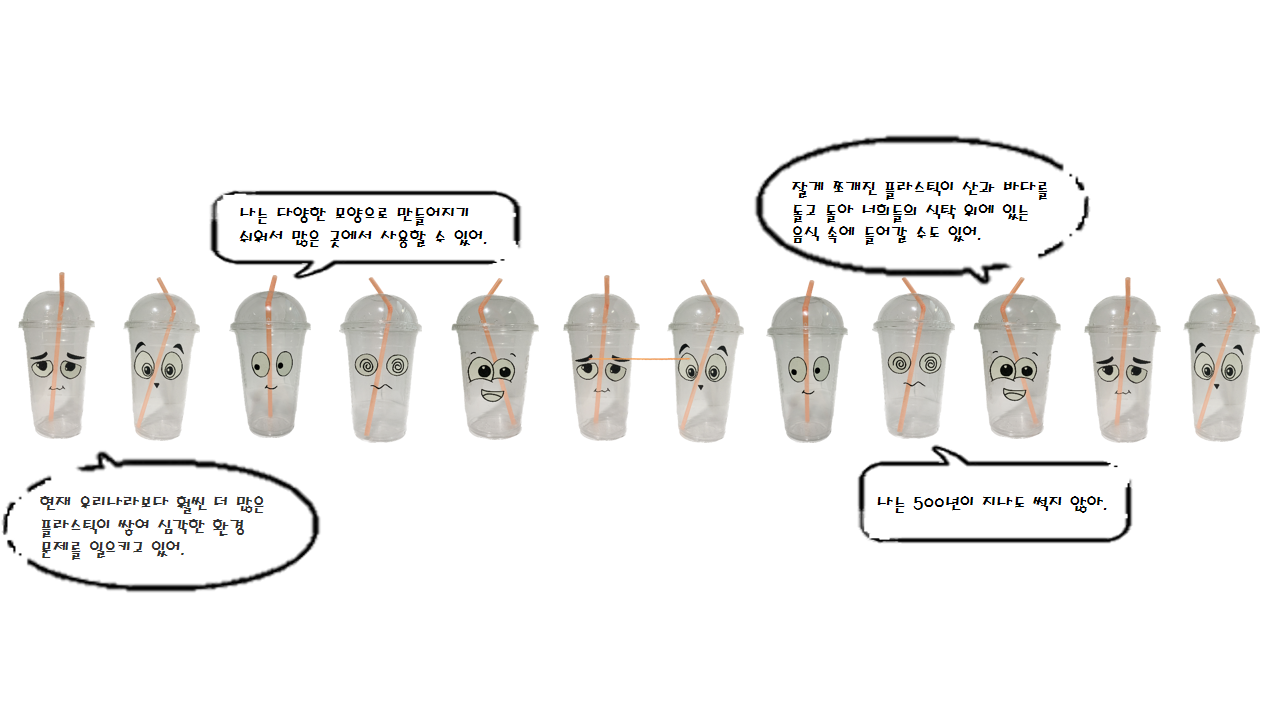 나는 다양한 모양으로 만들어지기
쉬워서 많은 곳에서 사용할 수 있어.
잘게 쪼개진 플라스틱이 산과 바다를
돌고 돌아 너희들의 식탁 위에 있는
음식 속에 들어갈 수도 있어.
현재 우리나라보다 훨씬 더 많은
플라스틱이 쌓여 심각한 환경
문제를 일으키고 있어.
나는 500년이 지나도 썩지 않아.